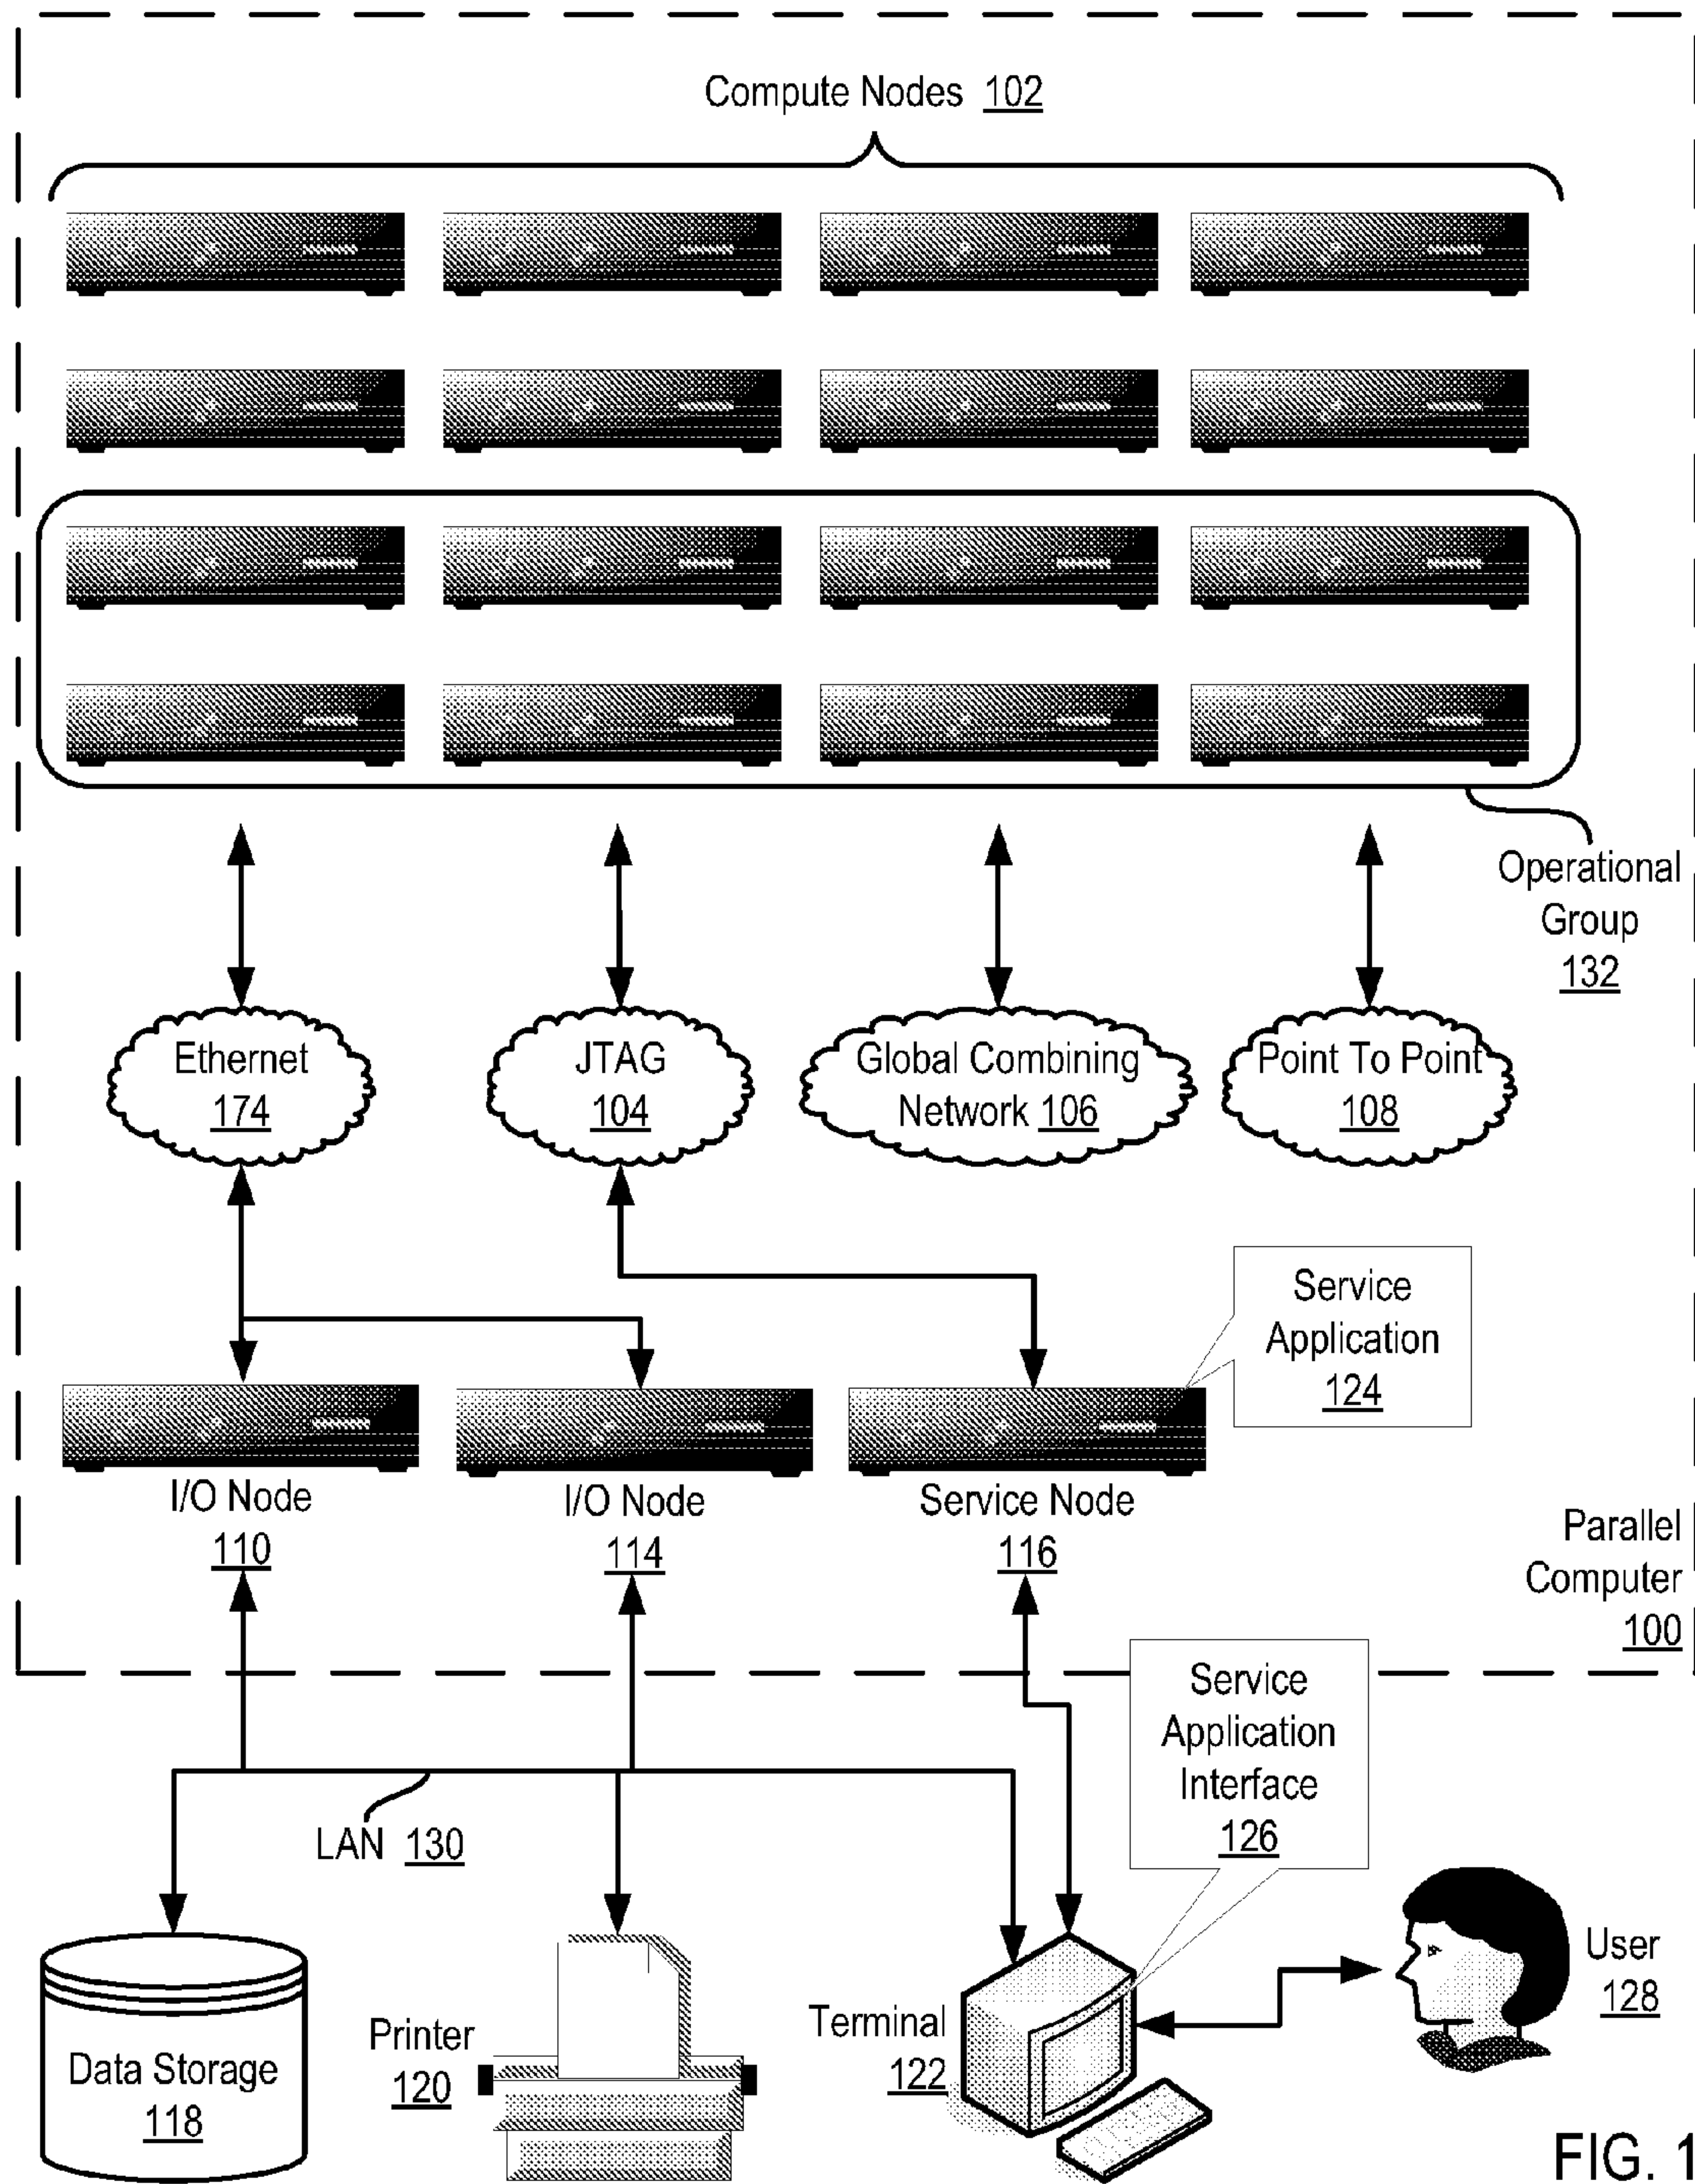 Compute Nodes 102
Operational
Group
132
Ethernet
174
JTAG
104
Global Combining
Network 106
Point To Point
108
Service
Application
124
I/O Node
110
I/O Node
114
Service Node
116
Parallel
Computer
100
Service
Application
Interface
126
LAN 130
Data Storage
118
Printer
120
Terminal
122
User
128
FIG. 1